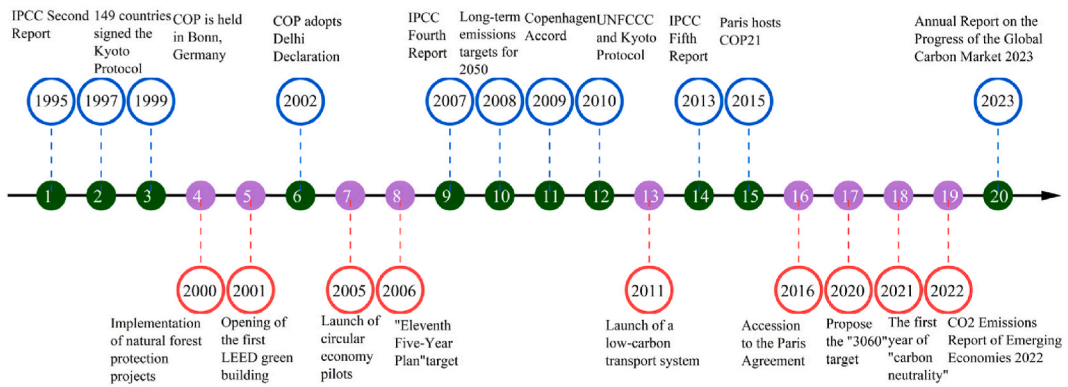 IPCC Second
Report
149 countries
signed the
Kyoto
Protocol
COP is held
in Bonn,
Germany
COP adopts
Delhi
Declaration
IPCC
Fourth
Report
Long-term
emissions
targets for
2050
Copenhagen
Accord
UNFCCC
and Kyoto
Protocol
IPCC
Fifth
Report
Paris hosts
COP21
Annual Report on the
Progress of the Global
Carbon Market 2023
1995
1997
1999
2002
2007
2008
2009
2010
2013
2015
2023
1
2
3
4
5
6
7
8
9
10
11
12
13
14
15
16
17
18
19
20
2000
2001
2005
2006
2011
2016
2020
2021
2022
Implementation
of natural forest
protection
projects
Opening of
the first
LEED green
building
Launch of
circular
economy
pilots
"Eleventh
Five-Year
Plan"target
Launch of a
low-carbon
transport system
Accession
to the Paris
Agreement
Propose
the "3060"
target
The first
year of
"carbon
neutrality"
CO2 Emissions
Report of Emerging
Economies 2022